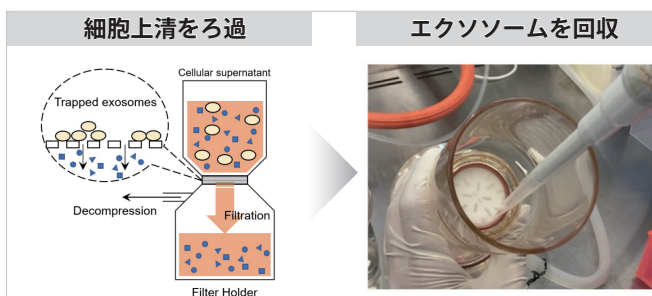 細胞上清をろ過
エクソソームを回収
Cellular supernatant
Trapped exosomes
Decompression
Filtration
Filter Holder